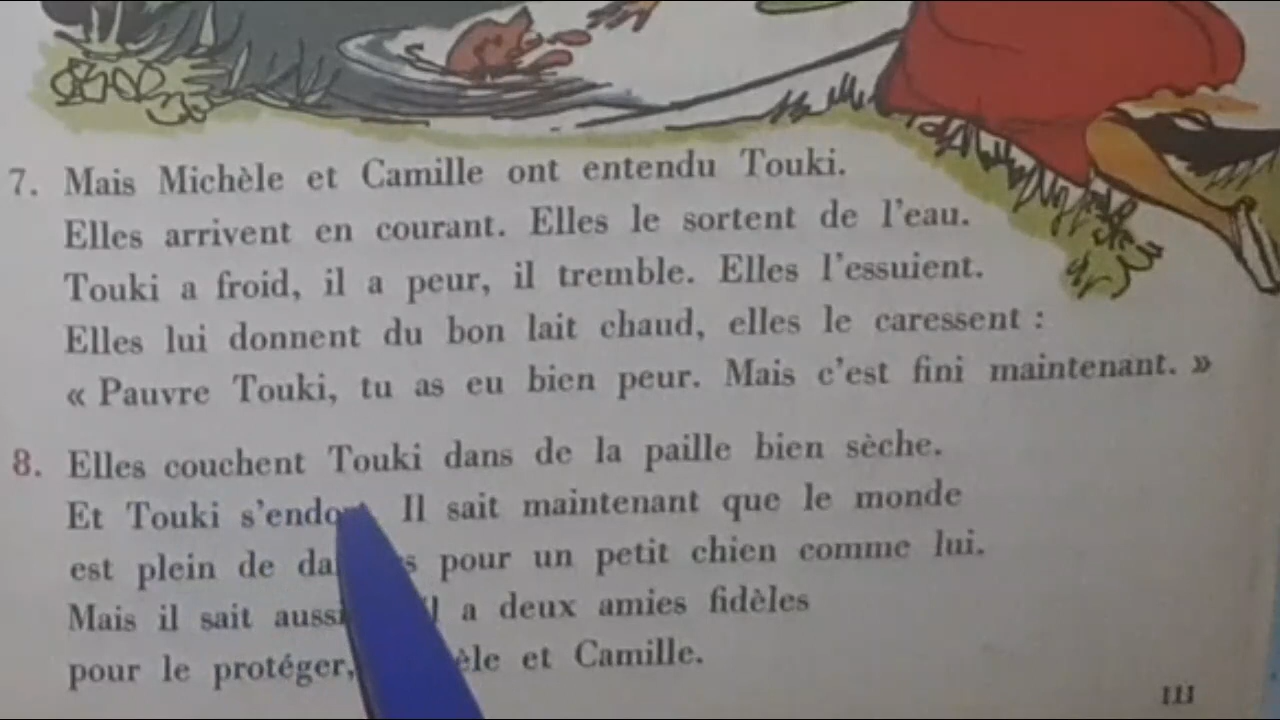 7. Mais Michèle et Camille ont entendu Touki.
Elles arrivent en courant. Elles le sortent de l'eau.
Touki a froid, il a peur, il tremble. Elles l'essuient.
Elles lui donnent du bon lait chaud, elles le caressent :
« Pauvre Touki, tu as eu bien peur. Mais c'est fini maintenant. »
8. Elles couchent Touki dans de la paille bien sèche.
Et Touki Il sait maintenant que le monde
est plein de pour un petit chien comme lui.
Mais il sait aussi a deux amies fidèles
pour le protéger, et Camille.
111